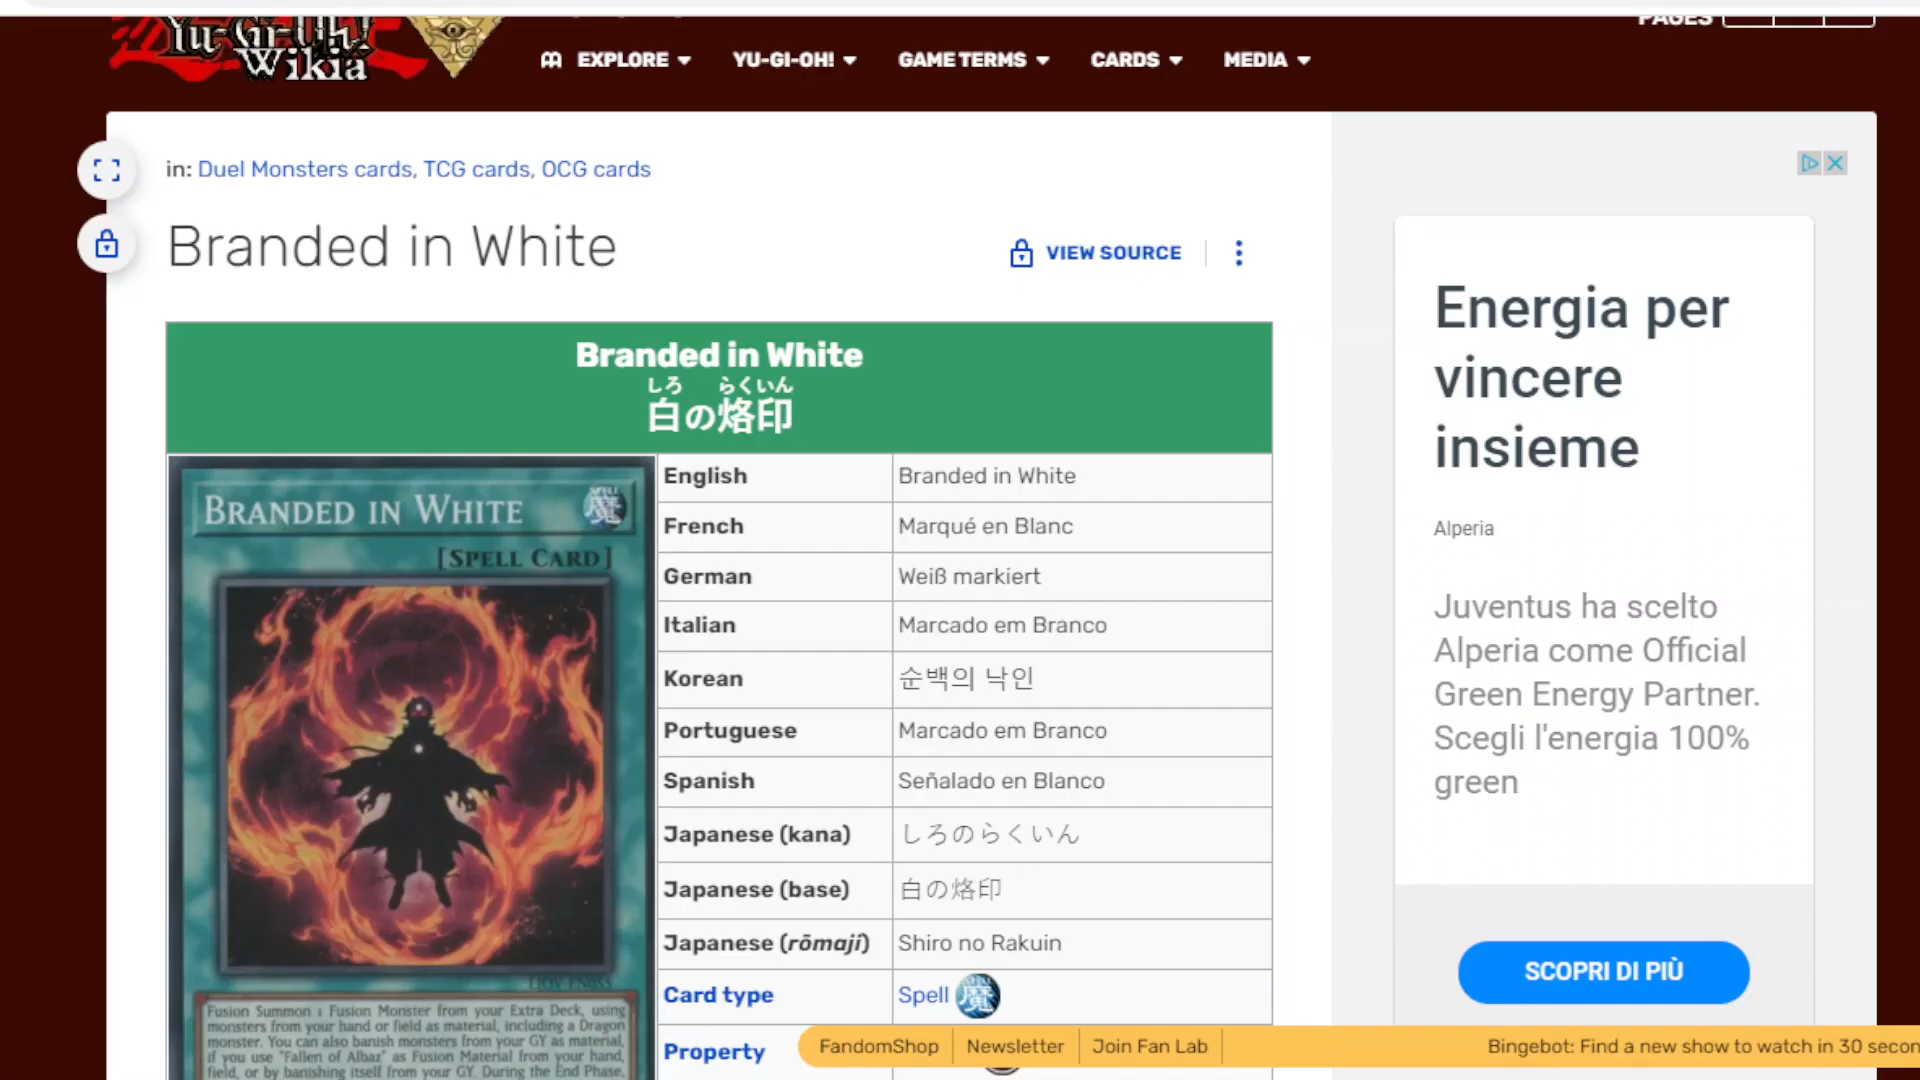 Yu-Gi-Oh!
Wikia
EXPLORE
YU-GI-OH!
GAME TERMS
CARDS
MEDIA
PAGES
in: Duel Monsters cards, TCG cards, OCG cards
Branded in White
VIEW SOURCE
Branded in White
しろ らくいん
白の烙印
BRANDED IN WHITE
SPELL
魔
[SPELL CARD]
Fusion Summon 1 Fusion Monster from your Extra Deck, using
monsters from your hand or field as material, including a Dragon
monster. You can also banish monsters from your GY as material,
if you use "Fallen of Albaz" as Fusion Material from your hand,
field, or by banishing itself from your GY. During the End Phase,
English Branded in White
French Marqué en Blanc
German Weiß markiert
Italian Marcado em Branco
Korean 순백의 낙인
Portuguese Marcado em Branco
Spanish Señalado en Blanco
Japanese (kana) しろのらくいん
Japanese (base) 白の烙印
Japanese (rōmaji) Shiro no Rakuin
Card type Spell 魔
Property
Energia per
vincere
insieme
Alperia
Juventus ha scelto
Alperia come Official
Green Energy Partner.
Scegli l'energia 100%
green
SCOPRI DI PIÙ
FandomShop
Newsletter
Join Fan Lab
Bingebot: Find a new show to watch in 30 secon